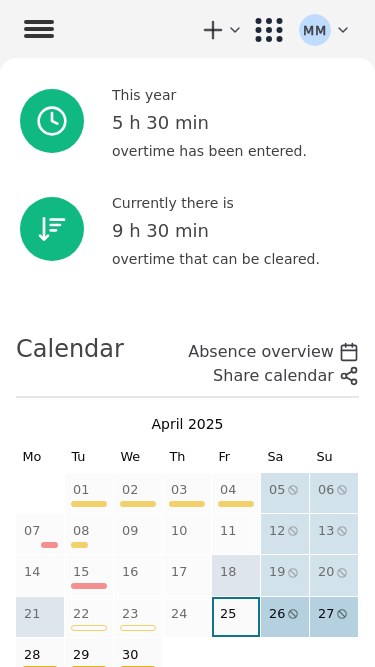 MM
This year
5 h 30 min
overtime has been entered.
Currently there is
9 h 30 min
overtime that can be cleared.
Calendar
Absence overview
Share calendar
April 2025
Mo Tu We Th Fr Sa Su
01 02 03 04 05 06
07 08 09 10 11 12 13
14 15 16 17 18 19 20
21 22 23 24 25 26 27
28 29 30